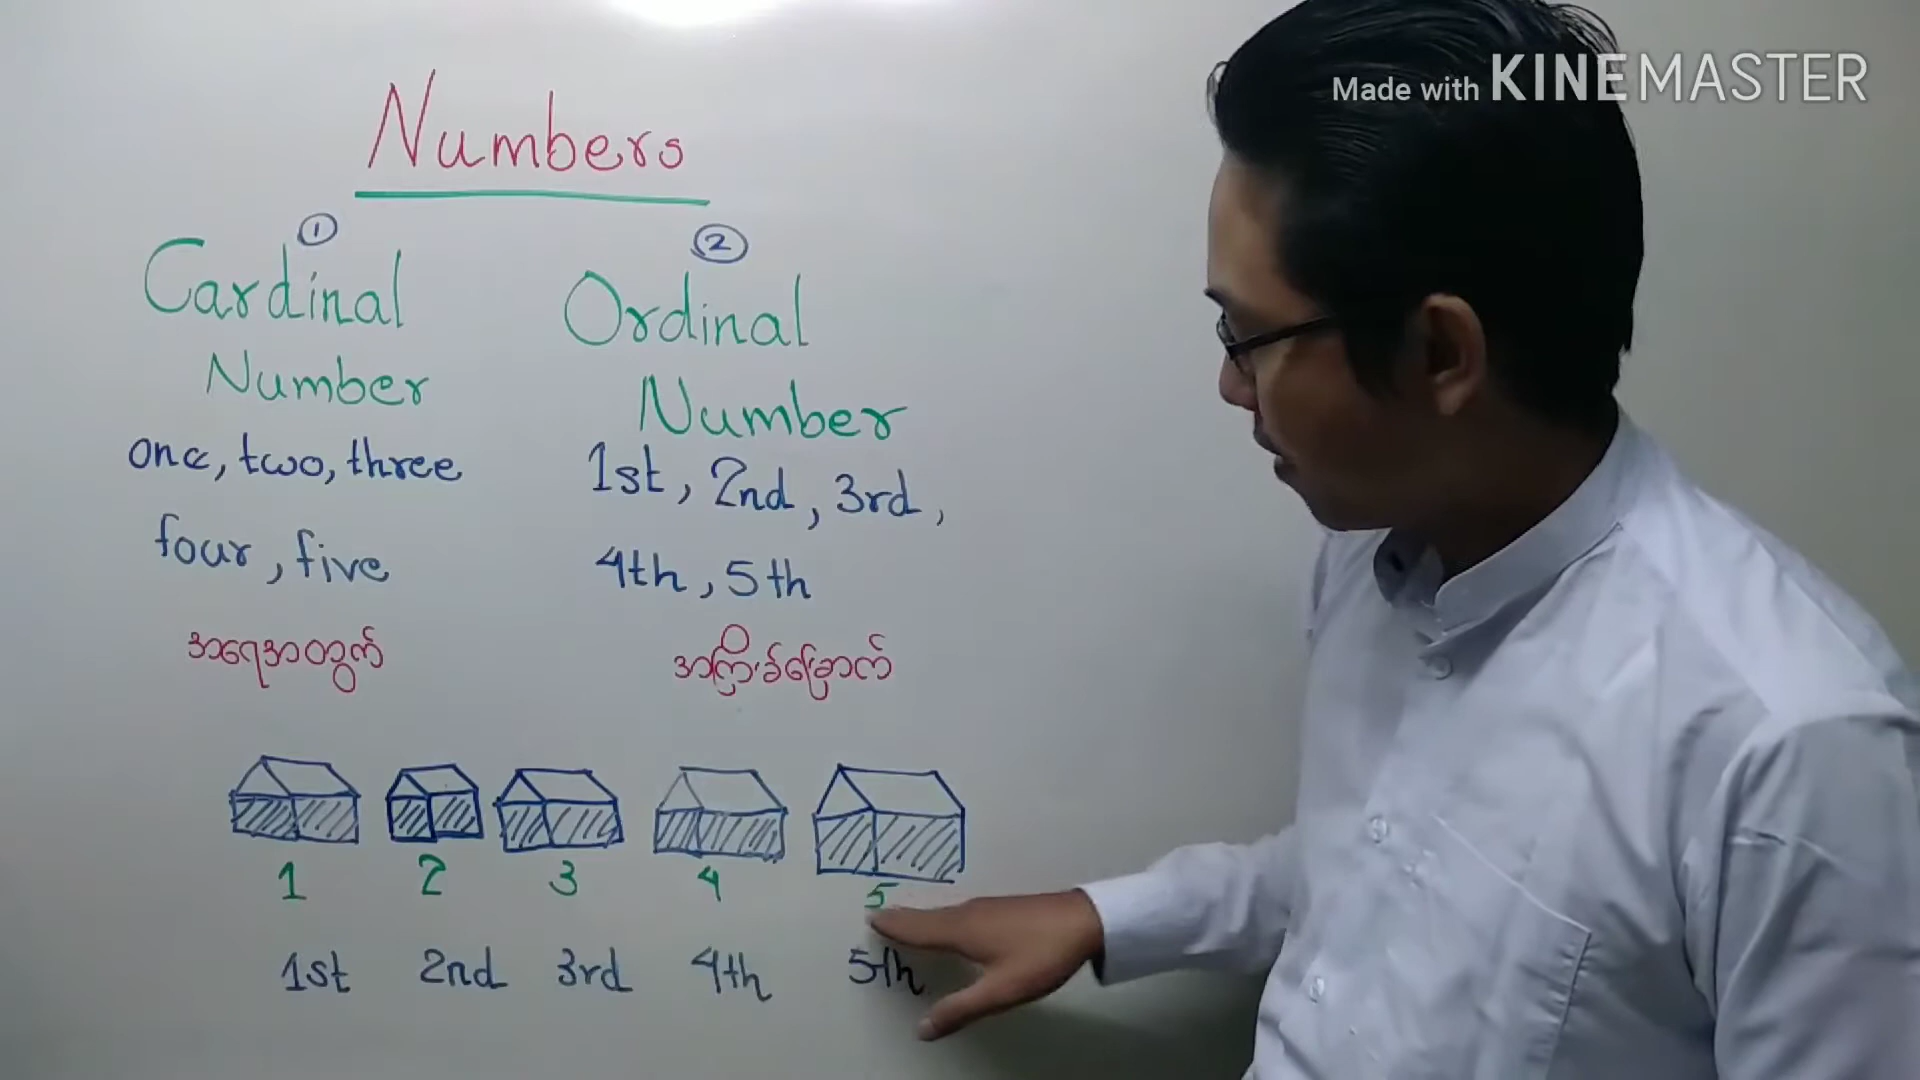 Made with KINEMASTER
Numbers
①
Cardinal
Number
one, two, three
four, five
အရေအတွက်
②
Ordinal
Number
1st, 2nd, 3rd,
4th, 5th
အကြိမ်မြောက်
1 2 3 4 5
1st 2nd 3rd 4th 5th